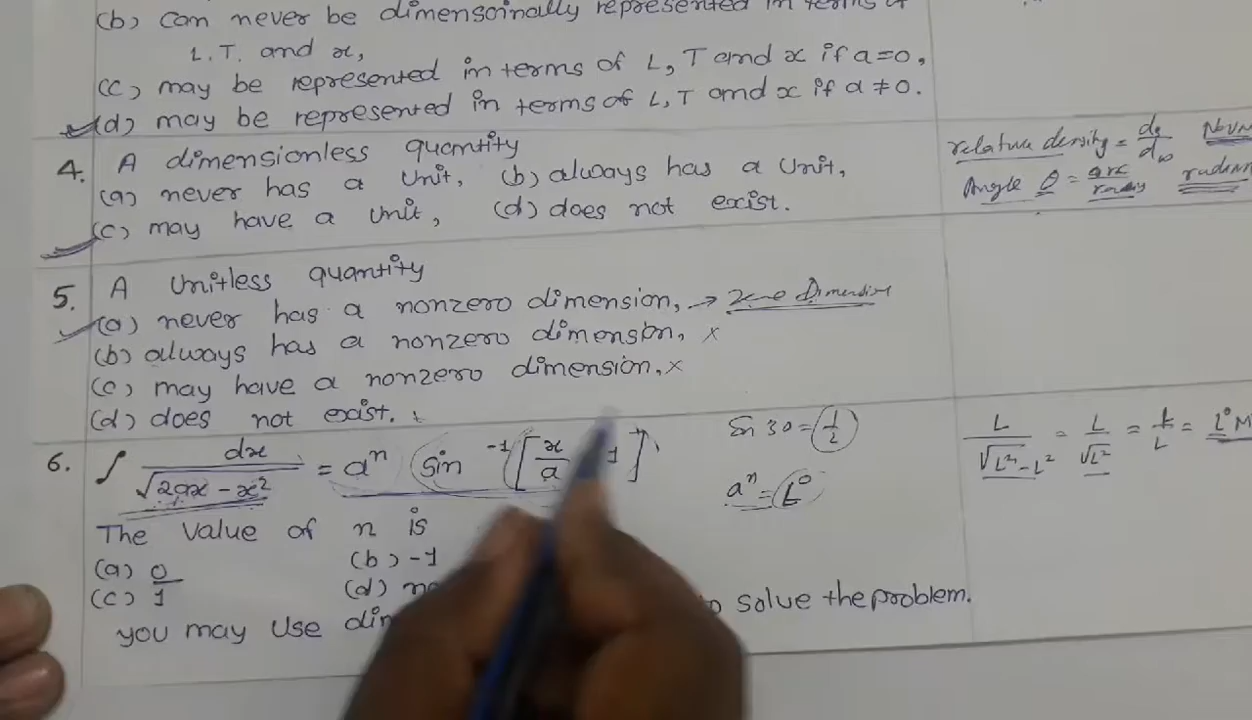 (b) can never be dimensoinally represented in terms of
L.T. and x,
(c) may be represented in terms of L, T and x if a=0,
(d) may be represented in terms of L, T and x if a ≠ 0.
4. A dimensionless quantity
(a) never has a Unit, (b) always has a Unit,
(c) may have a Unit, (d) does not exist.
relative density = d
Angle θ = arc/radius radian
5. A Unitless quantity
(a) never has a nonzero dimension, → zero Dimension
(b) always has a nonzero dimension, ×
(c) may have a nonzero dimension, ×
(d) does not exist.
6. ∫ dx/√(2ax - x²) = aⁿ sin⁻¹ [x/a 1]
Sin 30 = 1/2
aⁿ = L⁰
L/√(L²-L²) = L/√L² = L/L = L⁰M
The Value of n is
(a) 0 (b) -1
(c) 1 (d)
you may use solve the problem.